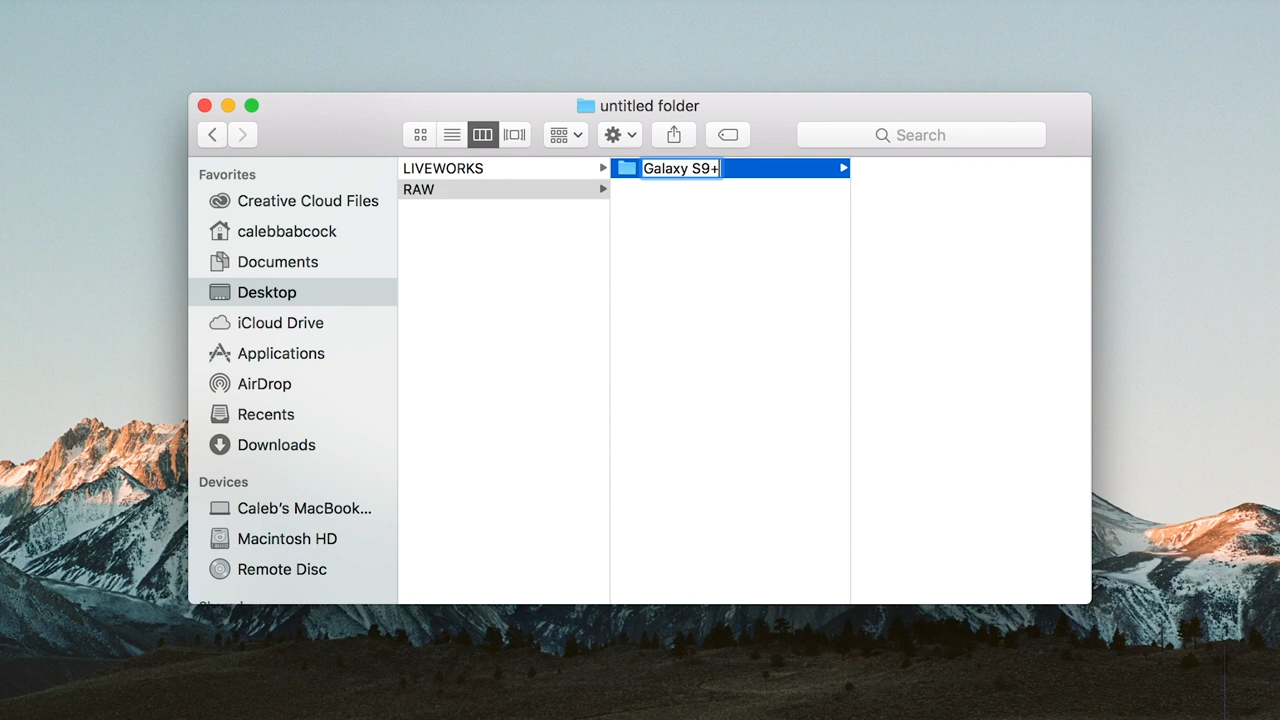 untitled folder
Search
Favorites
Creative Cloud Files
calebbabcock
Documents
Desktop
iCloud Drive
Applications
AirDrop
Recents
Downloads
Devices
Caleb's MacBook...
Macintosh HD
Remote Disc
LIVEWORKS
RAW
Galaxy S9+